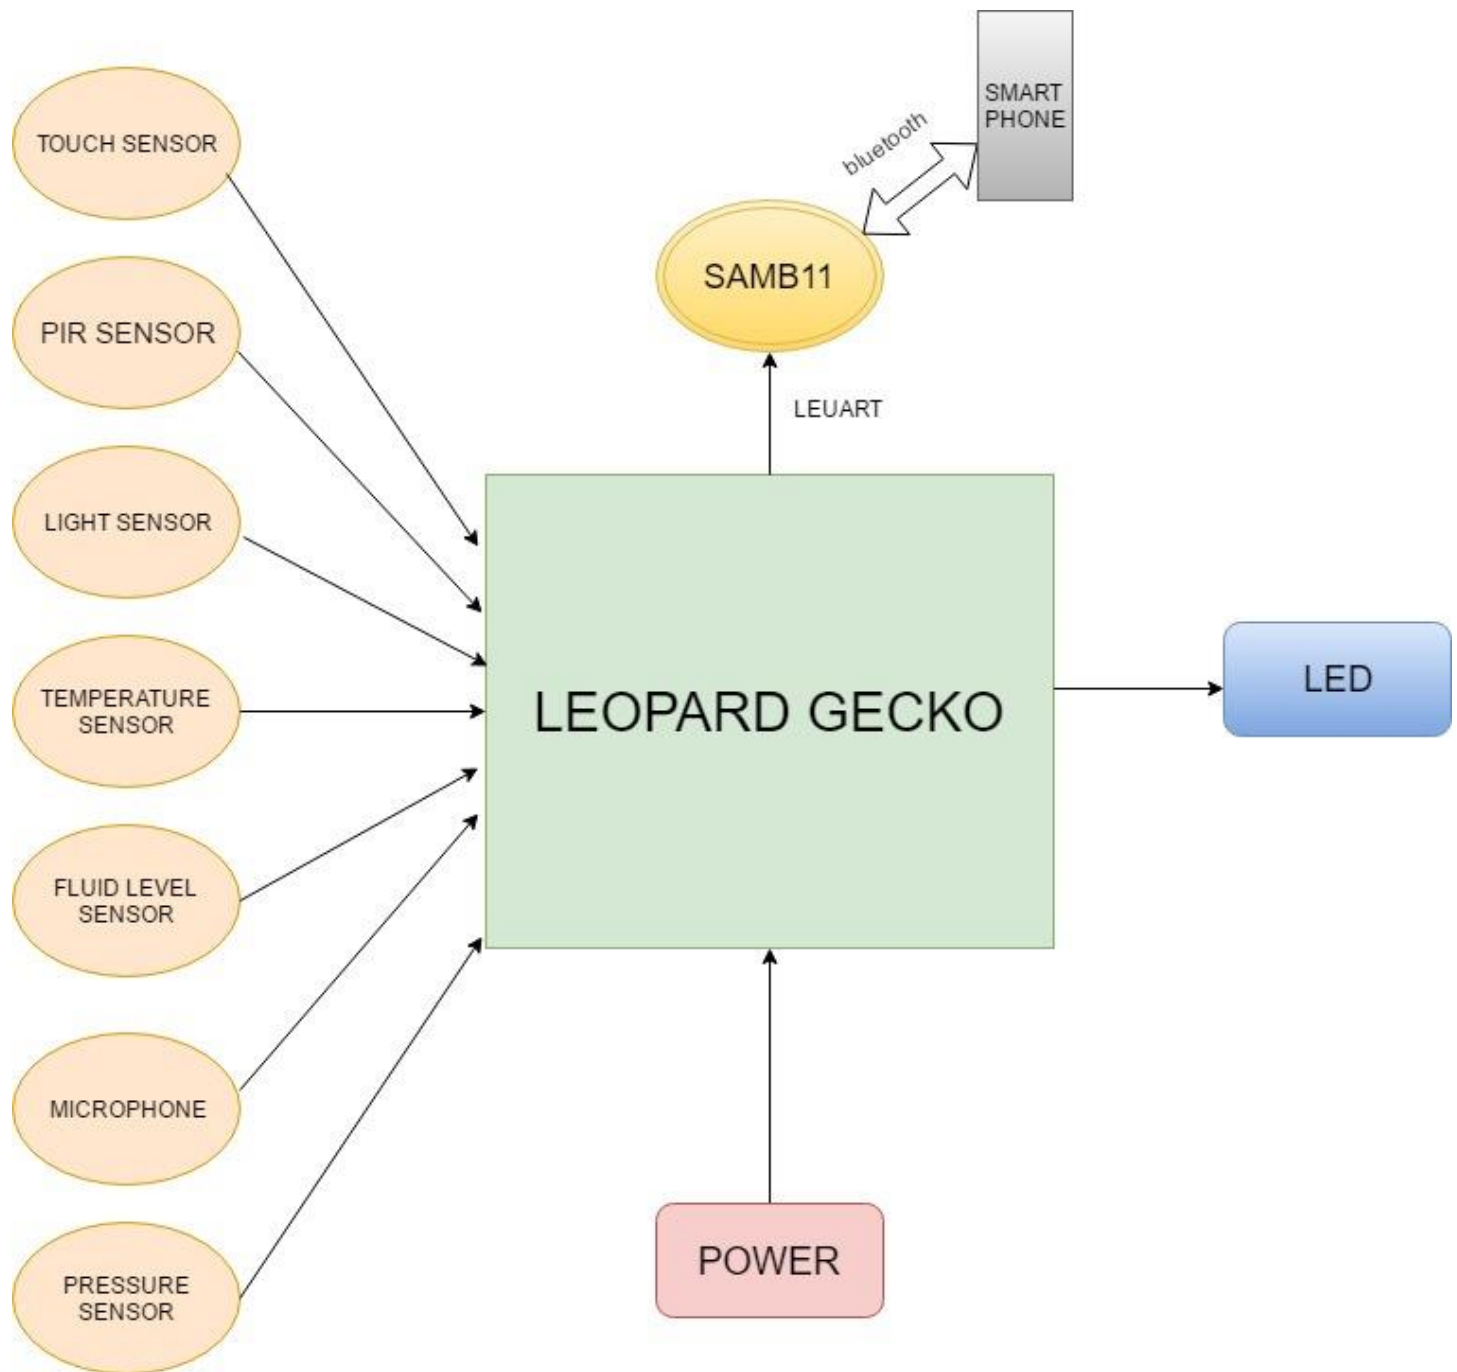 SMART
PHONE
bluetooth
TOUCH SENSOR
SAMB11
PIR SENSOR
LEUART
LIGHT SENSOR
LED
TEMPERATURE
SENSOR
LEOPARD GECKO
FLUID LEVEL
SENSOR
MICROPHONE
POWER
PRESSURE
SENSOR